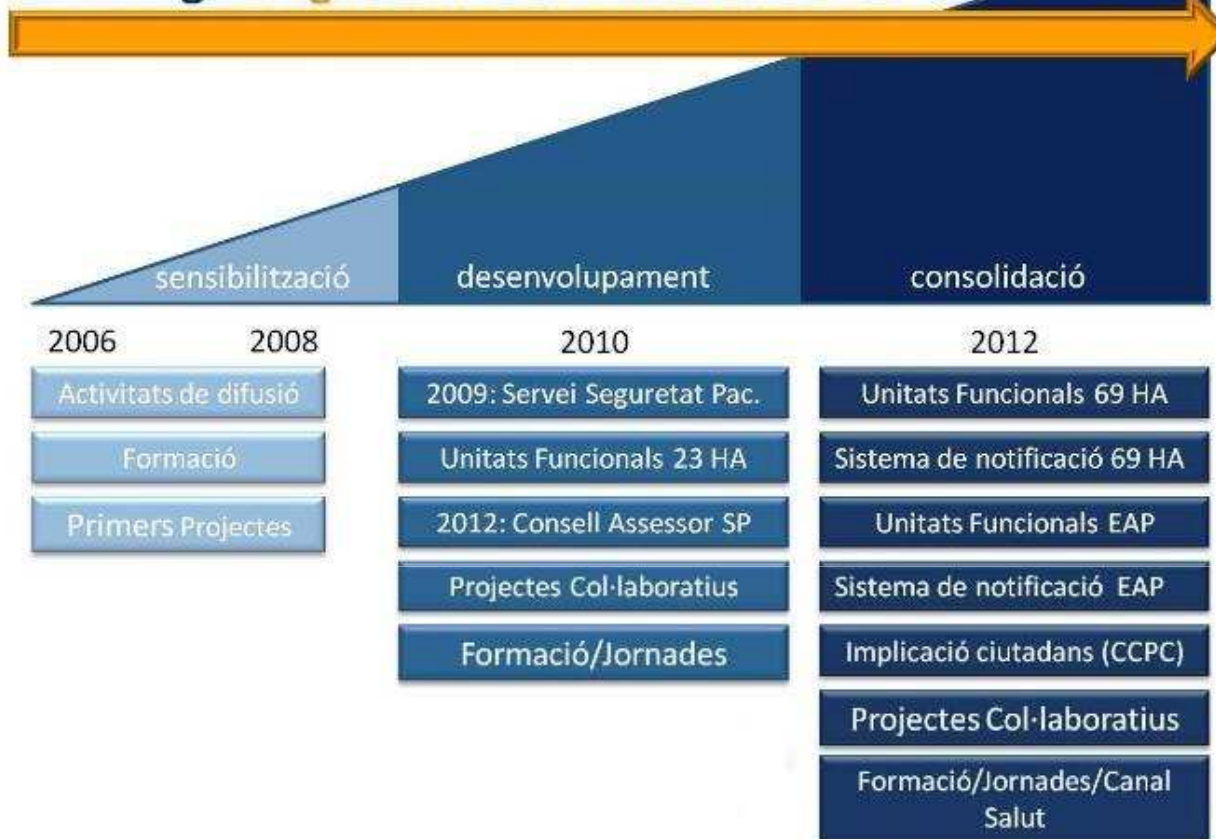 sensibilització
desenvolupament
consolidació
2006
2008
2010
2012
Activitats de difusió
Formació
Primers Projectes
2009: Servei Seguretat Pac.
Unitats Funcionals 23 HA
2012: Consell Assessor SP
Projectes Col·laboratius
Formació/Jornades
Unitats Funcionals 69 HA
Sistema de notificació 69 HA
Unitats Funcionals EAP
Sistema de notificació EAP
Implicació ciutadans (CCPC)
Projectes Col·laboratius
Formació/Jornades/Canal
Salut